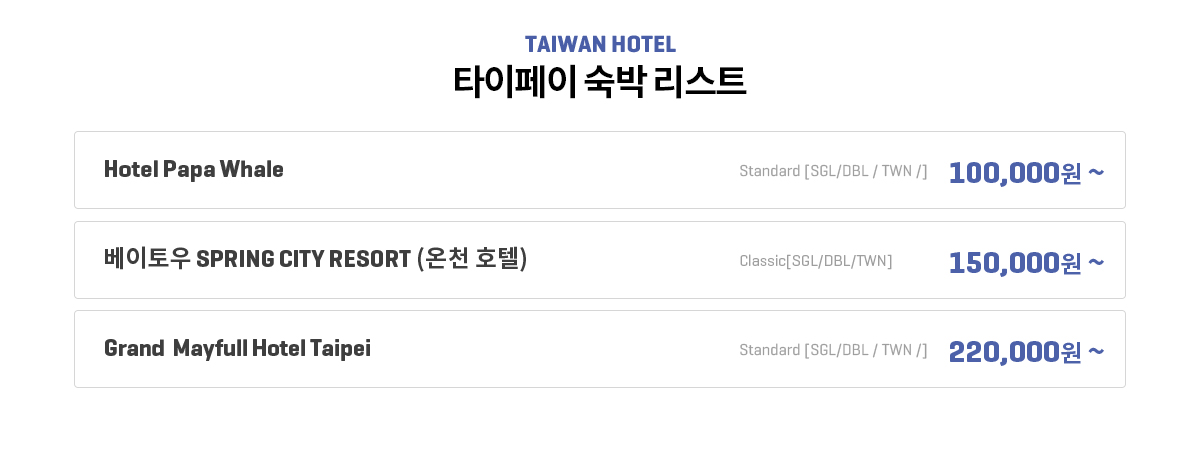 TAIWAN HOTEL
타이페이 숙박 리스트
Hotel Papa Whale Standard [SGL/DBL / TWN /] 100,000원 ~
베이토우 SPRING CITY RESORT (온천 호텔) Classic[SGL/DBL/TWN] 150,000원 ~
Grand Mayfull Hotel Taipei Standard [SGL/DBL / TWN /] 220,000원 ~